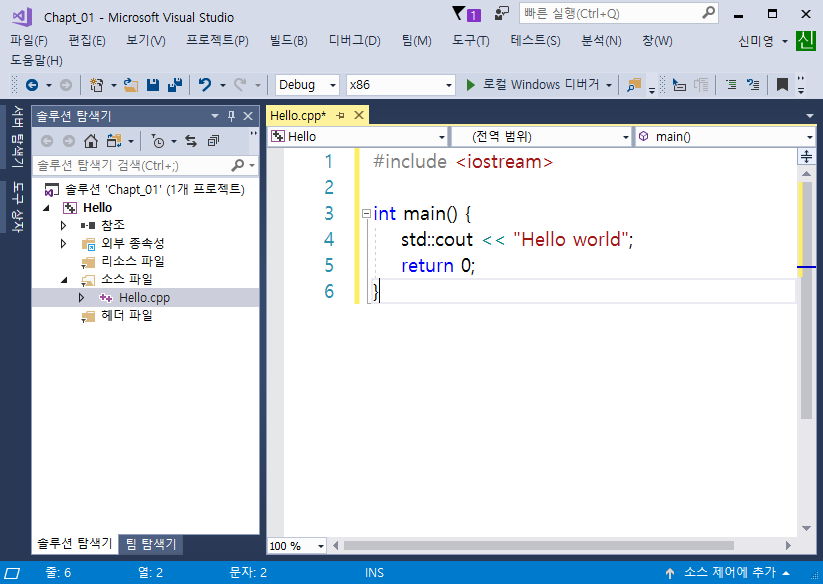 Chapt_01 - Microsoft Visual Studio
1
빠른 실행(Ctrl+Q)
파일(F) 편집(E) 보기(V) 프로젝트(P) 빌드(B) 디버그(D) 팀(M) 도구(T) 테스트(S) 분석(N) 창(W) 신미영 신
도움말(H)
Debug x86 로컬 Windows 디버거
서버 탐색기
도구 상자
솔루션 탐색기
솔루션 탐색기 검색(Ctrl+;)
솔루션 'Chapt_01' (1개 프로젝트)
Hello
참조
외부 종속성
리소스 파일
소스 파일
Hello.cpp
헤더 파일
솔루션 탐색기 팀 탐색기
Hello.cpp*
Hello (전역 범위) main()
1 #include <iostream>
2
3 int main() {
4 std::cout << "Hello world";
5 return 0;
6 }
100 %
줄: 6 열: 2 문자: 2 INS 소스 제어에 추가